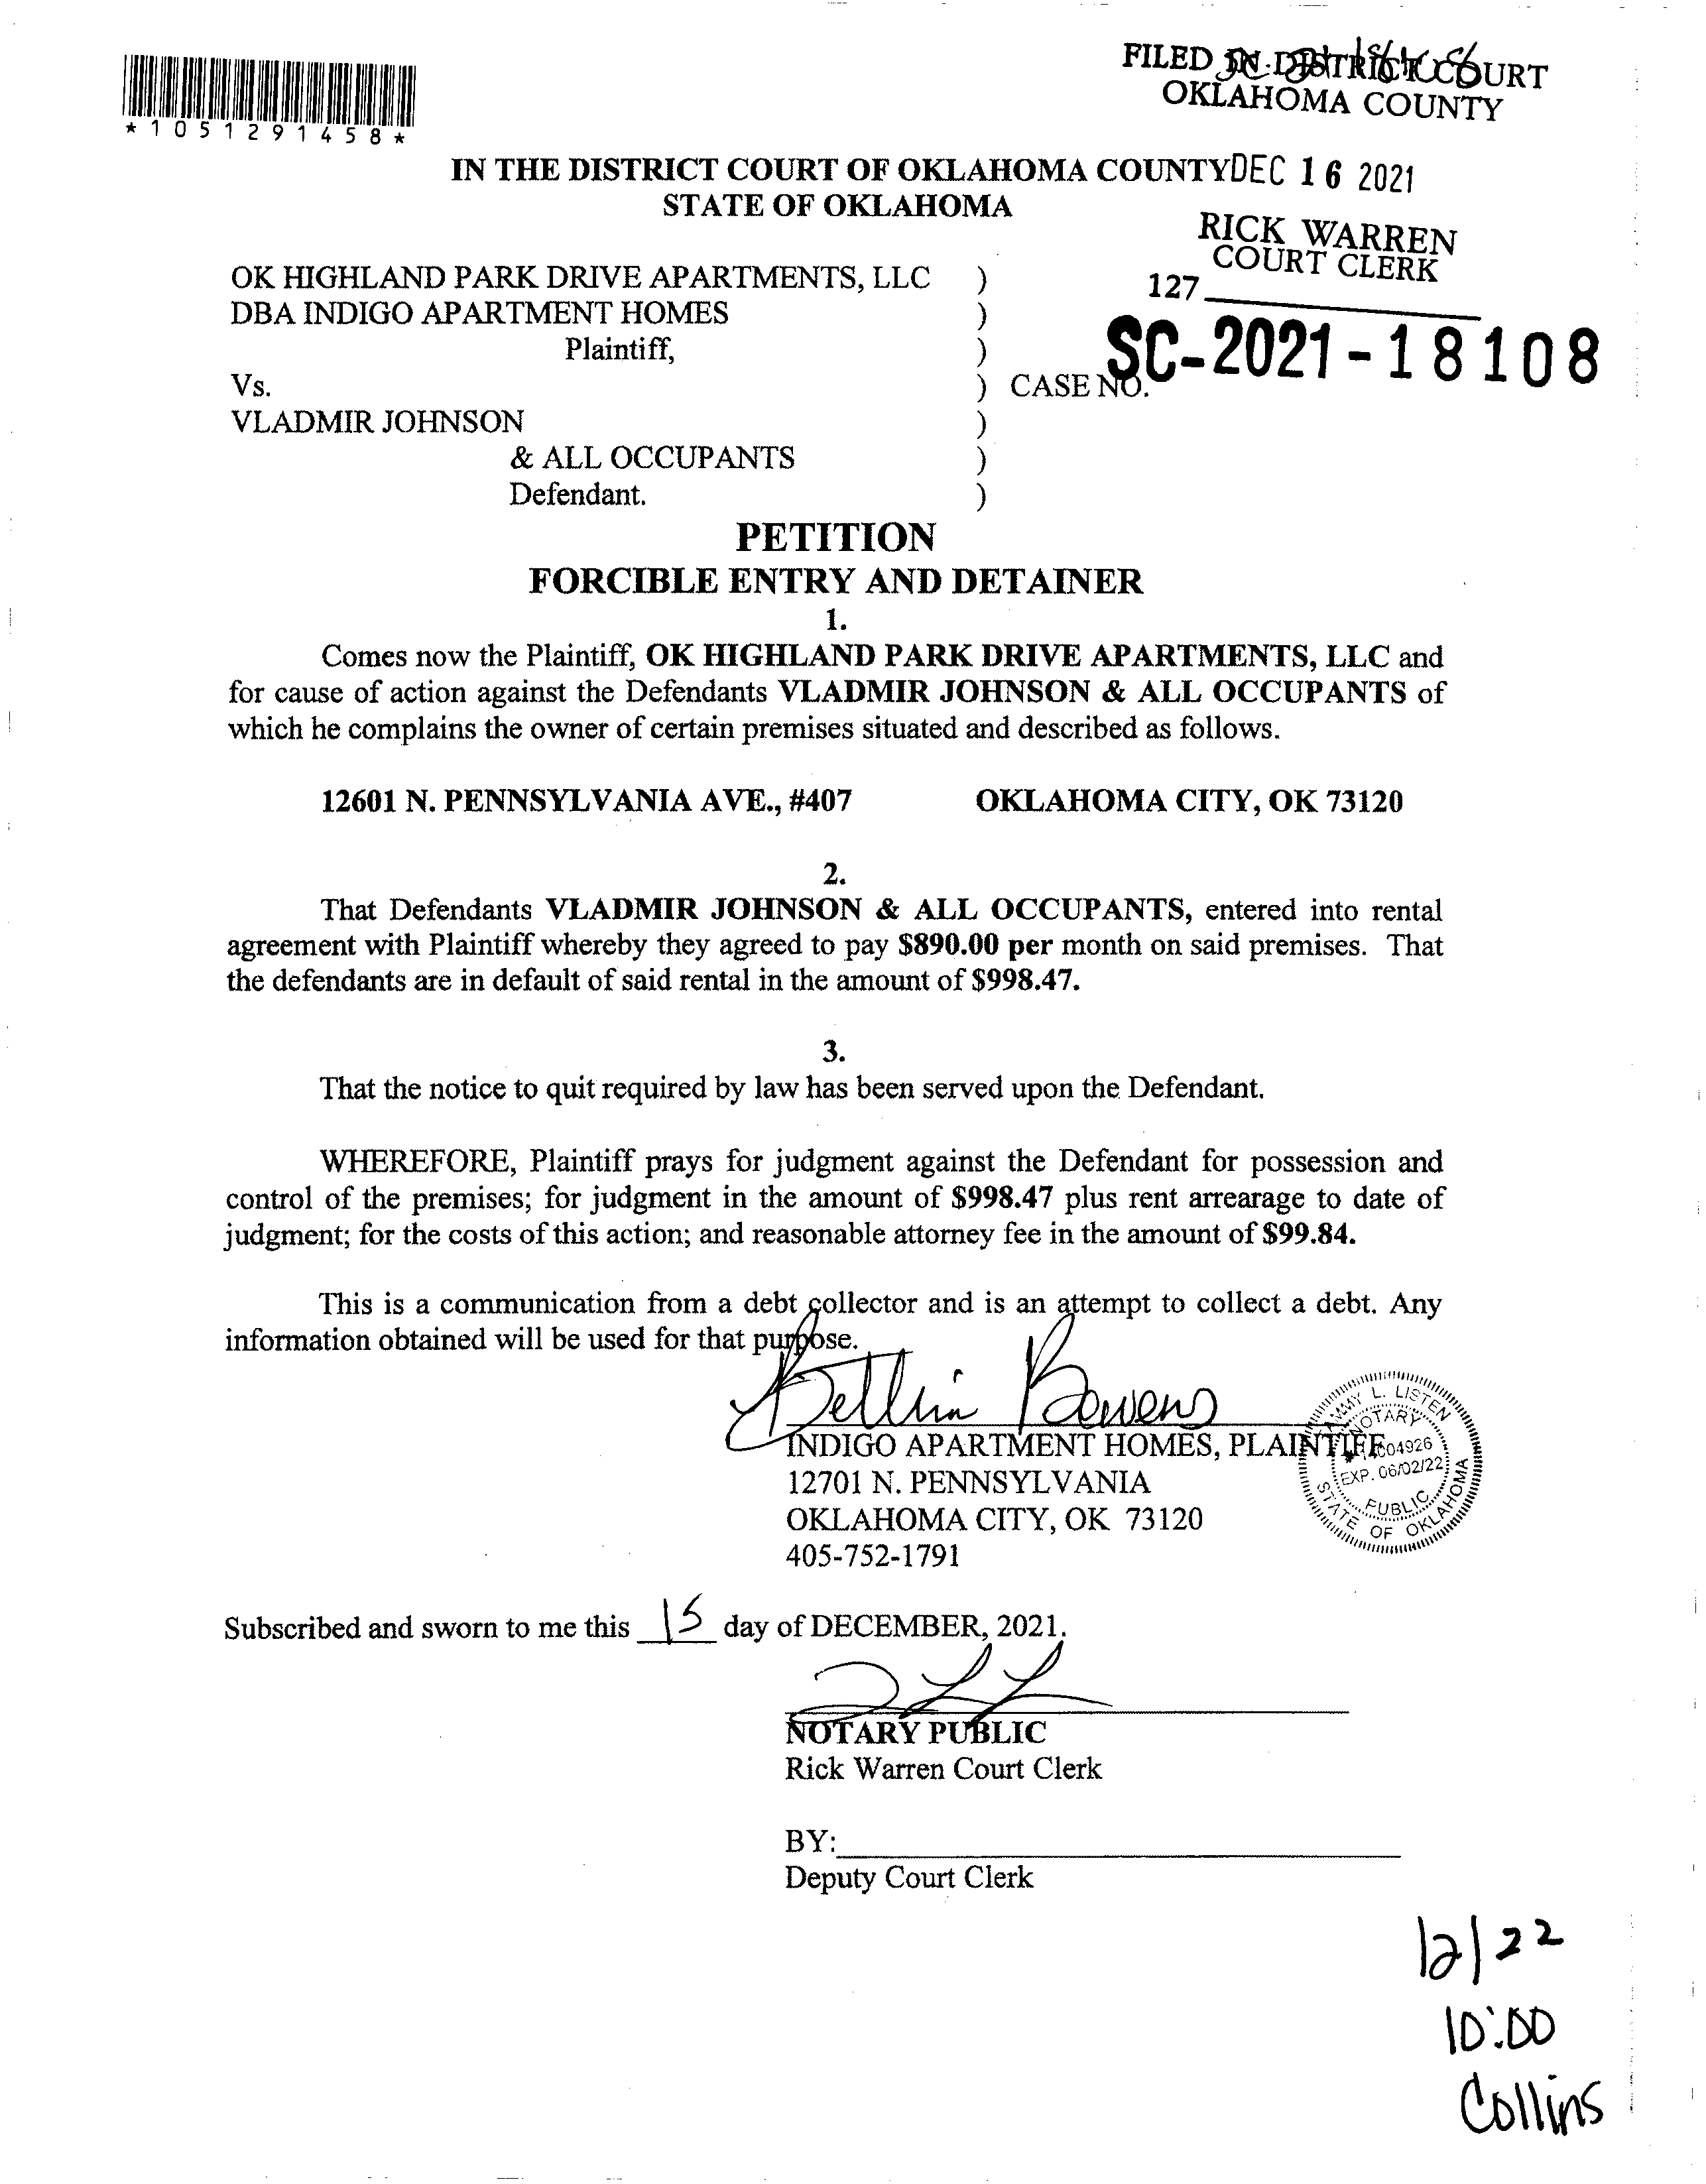 *1051291458*
FILED IN DISTRICT COURT
OKLAHOMA COUNTY
IN THE DISTRICT COURT OF OKLAHOMA COUNTY DEC 16 2021
STATE OF OKLAHOMA
RICK WARREN
COURT CLERK
127
OK HIGHLAND PARK DRIVE APARTMENTS, LLC )
DBA INDIGO APARTMENT HOMES )
Plaintiff, )
Vs. ) CASE NO. SC-2021-18108
VLADMIR JOHNSON )
& ALL OCCUPANTS )
Defendant. )
PETITION
FORCIBLE ENTRY AND DETAINER
1.
Comes now the Plaintiff, OK HIGHLAND PARK DRIVE APARTMENTS, LLC and
for cause of action against the Defendants VLADMIR JOHNSON & ALL OCCUPANTS of
which he complains the owner of certain premises situated and described as follows.
12601 N. PENNSYLVANIA AVE., #407 OKLAHOMA CITY, OK 73120
2.
That Defendants VLADMIR JOHNSON & ALL OCCUPANTS, entered into rental
agreement with Plaintiff whereby they agreed to pay $890.00 per month on said premises. That
the defendants are in default of said rental in the amount of $998.47.
3.
That the notice to quit required by law has been served upon the Defendant.
WHEREFORE, Plaintiff prays for judgment against the Defendant for possession and
control of the premises; for judgment in the amount of $998.47 plus rent arrearage to date of
judgment; for the costs of this action; and reasonable attorney fee in the amount of $99.84.
This is a communication from a debt collector and is an attempt to collect a debt. Any
information obtained will be used for that purpose.
Bowens
INDIGO APARTMENT HOMES, PLAINTIFF
12701 N. PENNSYLVANIA
OKLAHOMA CITY, OK 73120
405-752-1791
L. LISTEN
NOTARY
EXP. 06/02/22
PUBLIC
STATE OF OKLAHOMA
Subscribed and sworn to me this 15 day of DECEMBER, 2021.
NOTARY PUBLIC
Rick Warren Court Clerk
BY:
Deputy Court Clerk
12/22
10:00
Collins